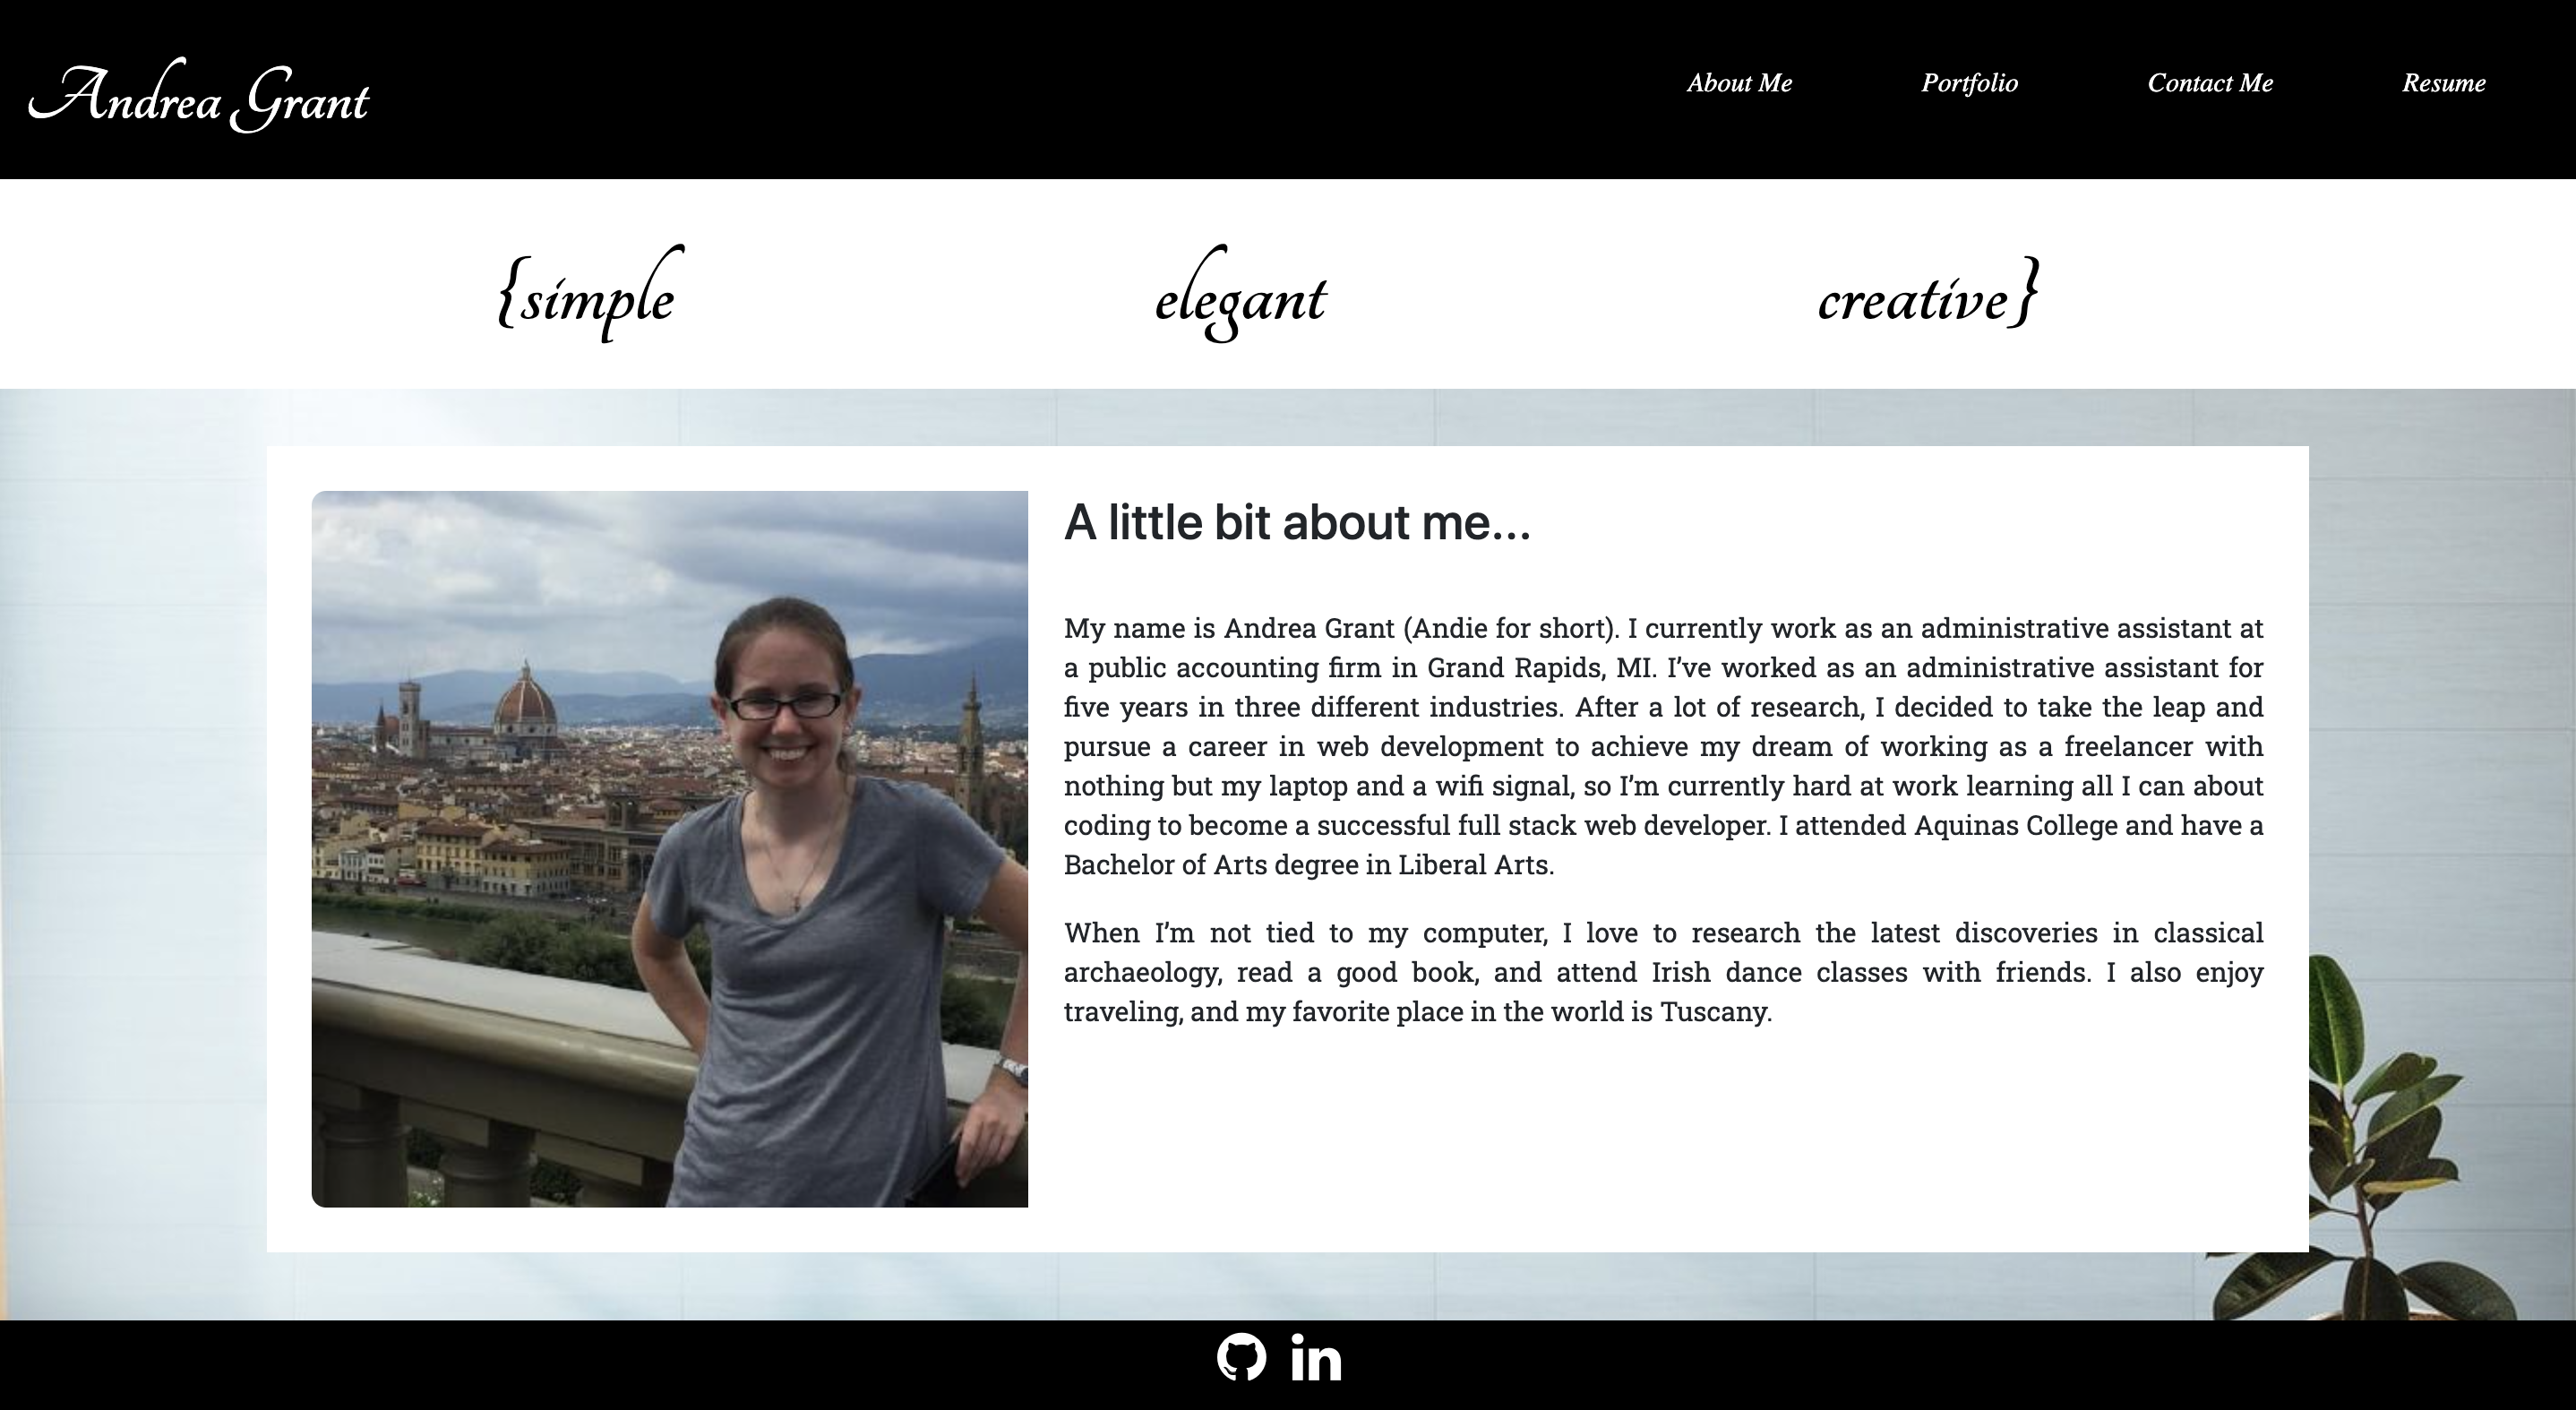 Andrea Grant
About Me Portfolio Contact Me Resume
{simple elegant creative}
A little bit about me...
My name is Andrea Grant (Andie for short). I currently work as an administrative assistant at
a public accounting firm in Grand Rapids, MI. I’ve worked as an administrative assistant for
five years in three different industries. After a lot of research, I decided to take the leap and
pursue a career in web development to achieve my dream of working as a freelancer with
nothing but my laptop and a wifi signal, so I’m currently hard at work learning all I can about
coding to become a successful full stack web developer. I attended Aquinas College and have a
Bachelor of Arts degree in Liberal Arts.
When I’m not tied to my computer, I love to research the latest discoveries in classical
archaeology, read a good book, and attend Irish dance classes with friends. I also enjoy
traveling, and my favorite place in the world is Tuscany.
in